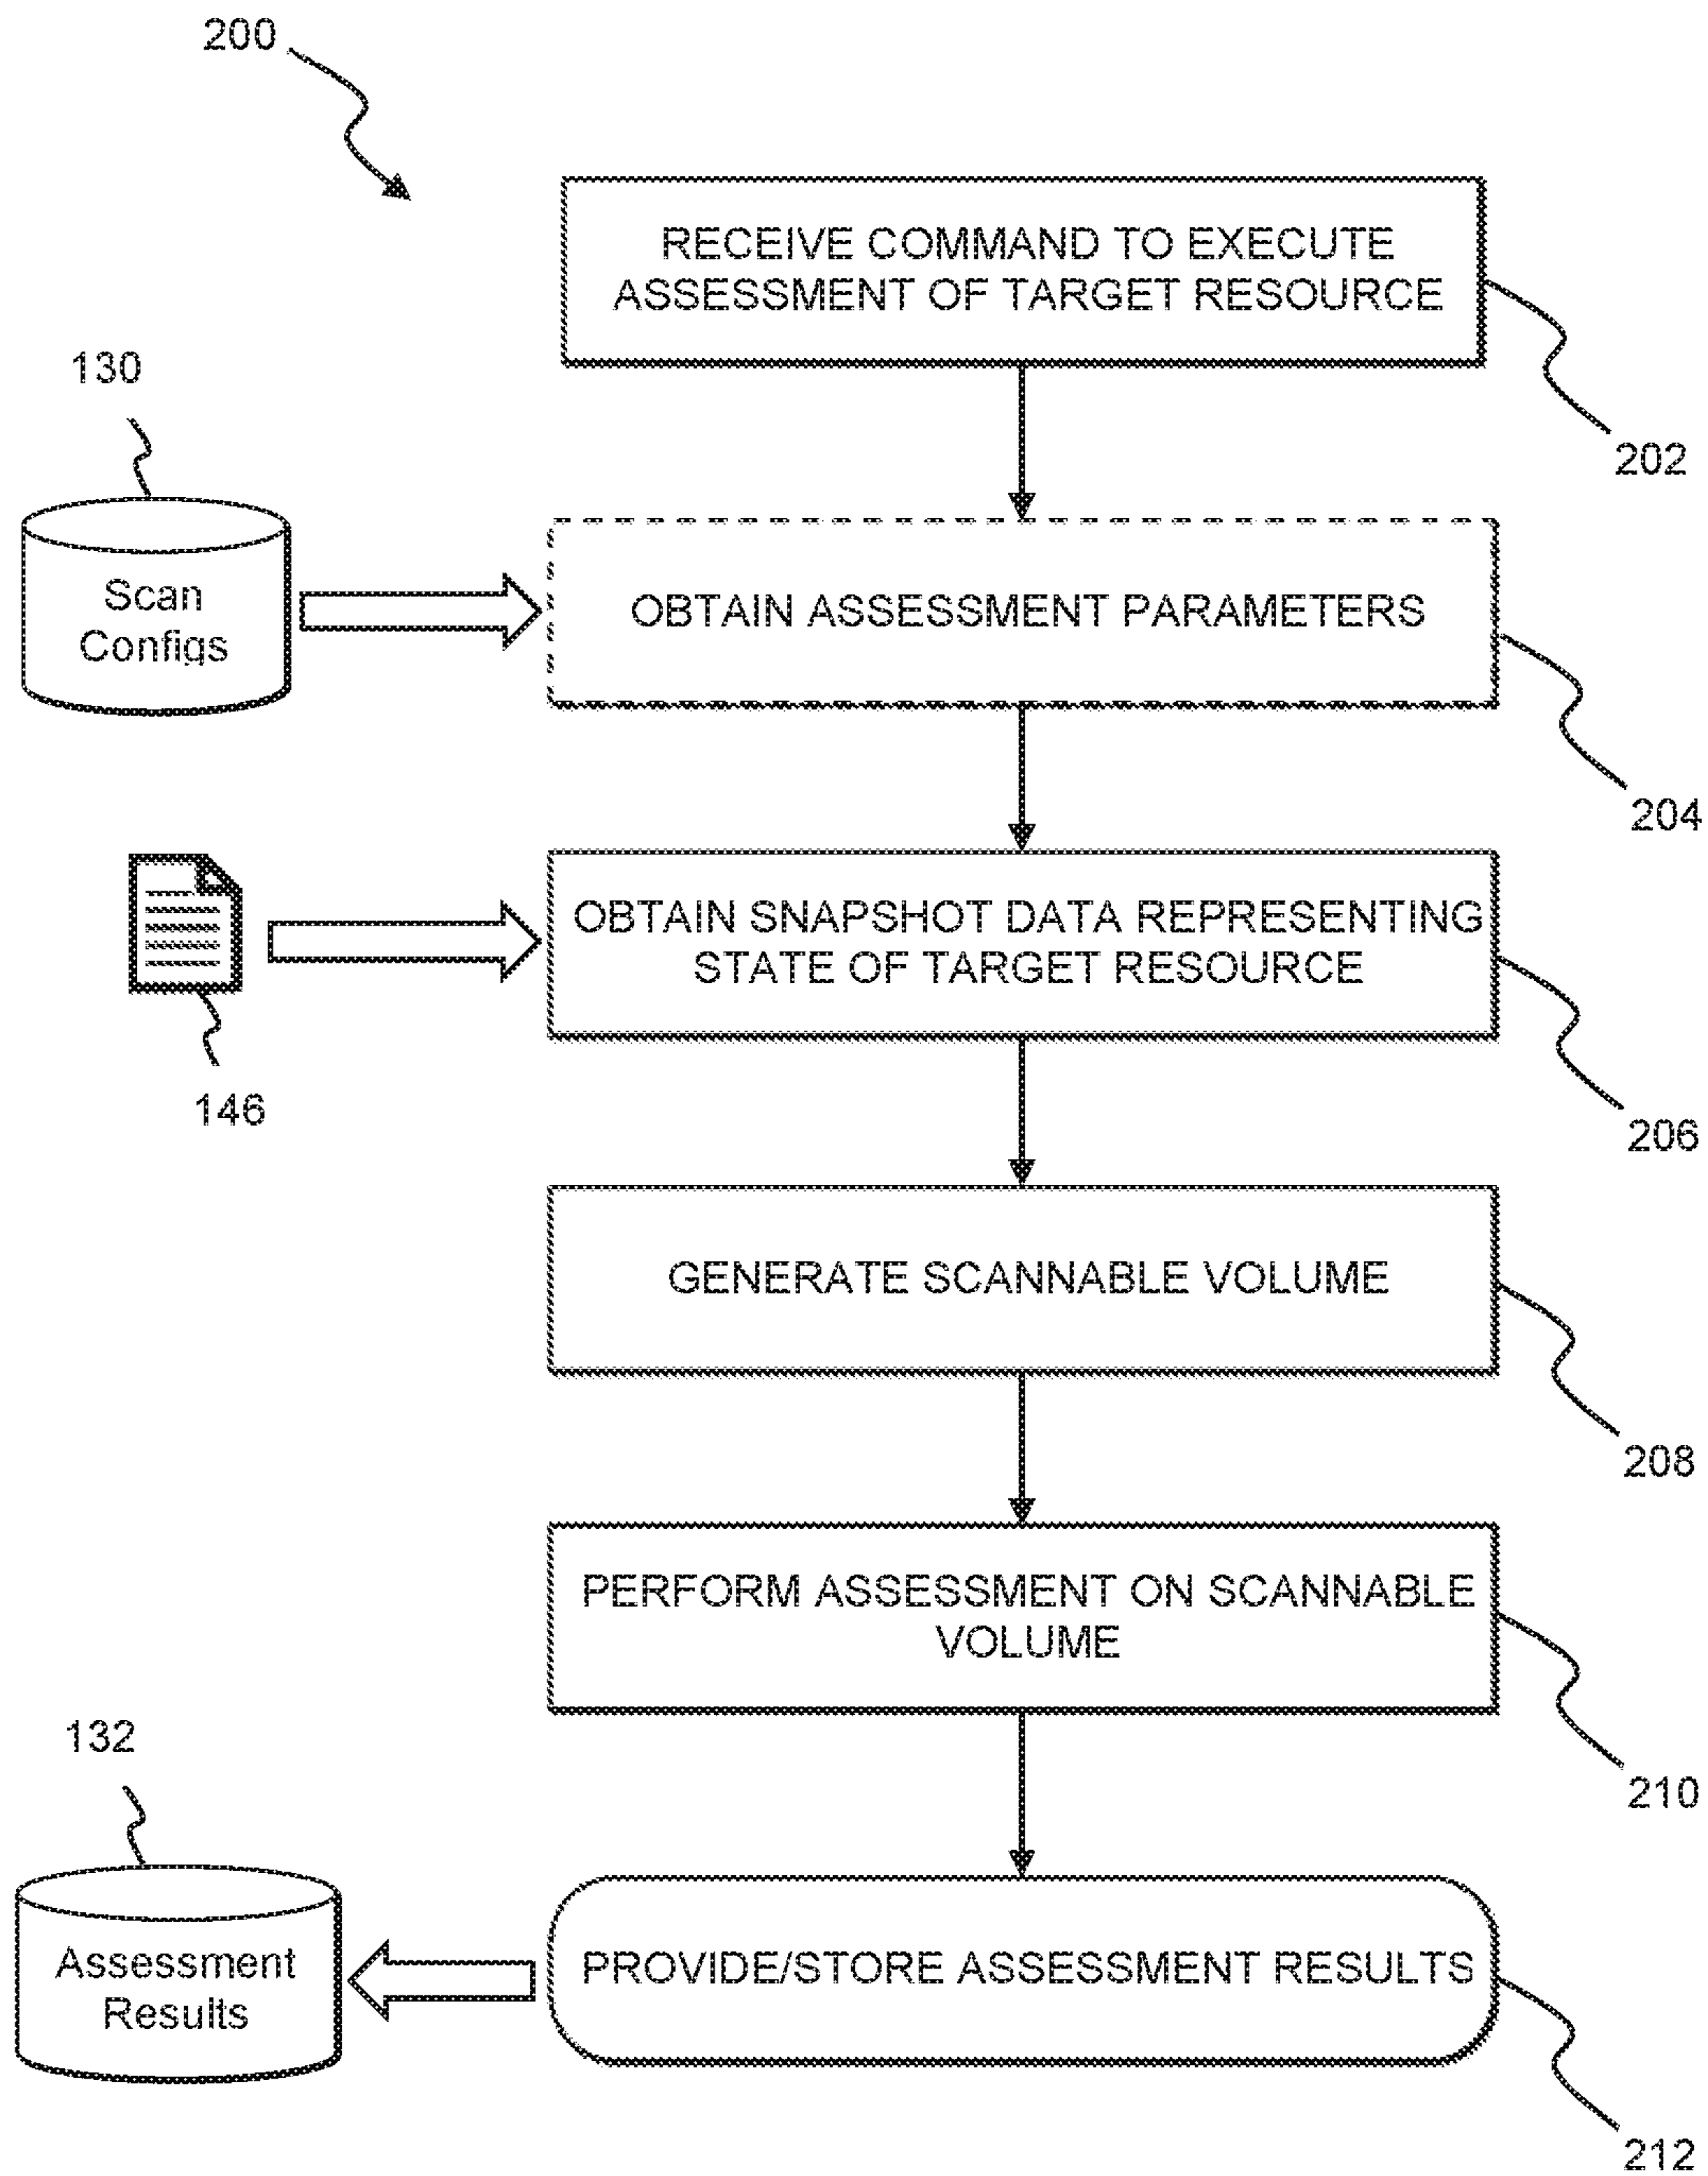 200
RECEIVE COMMAND TO EXECUTE
ASSESSMENT OF TARGET RESOURCE
202
130
Scan
Configs
OBTAIN ASSESSMENT PARAMETERS
204
146
OBTAIN SNAPSHOT DATA REPRESENTING
STATE OF TARGET RESOURCE
206
GENERATE SCANNABLE VOLUME
208
PERFORM ASSESSMENT ON SCANNABLE
VOLUME
210
132
Assessment
Results
PROVIDE/STORE ASSESSMENT RESULTS
212